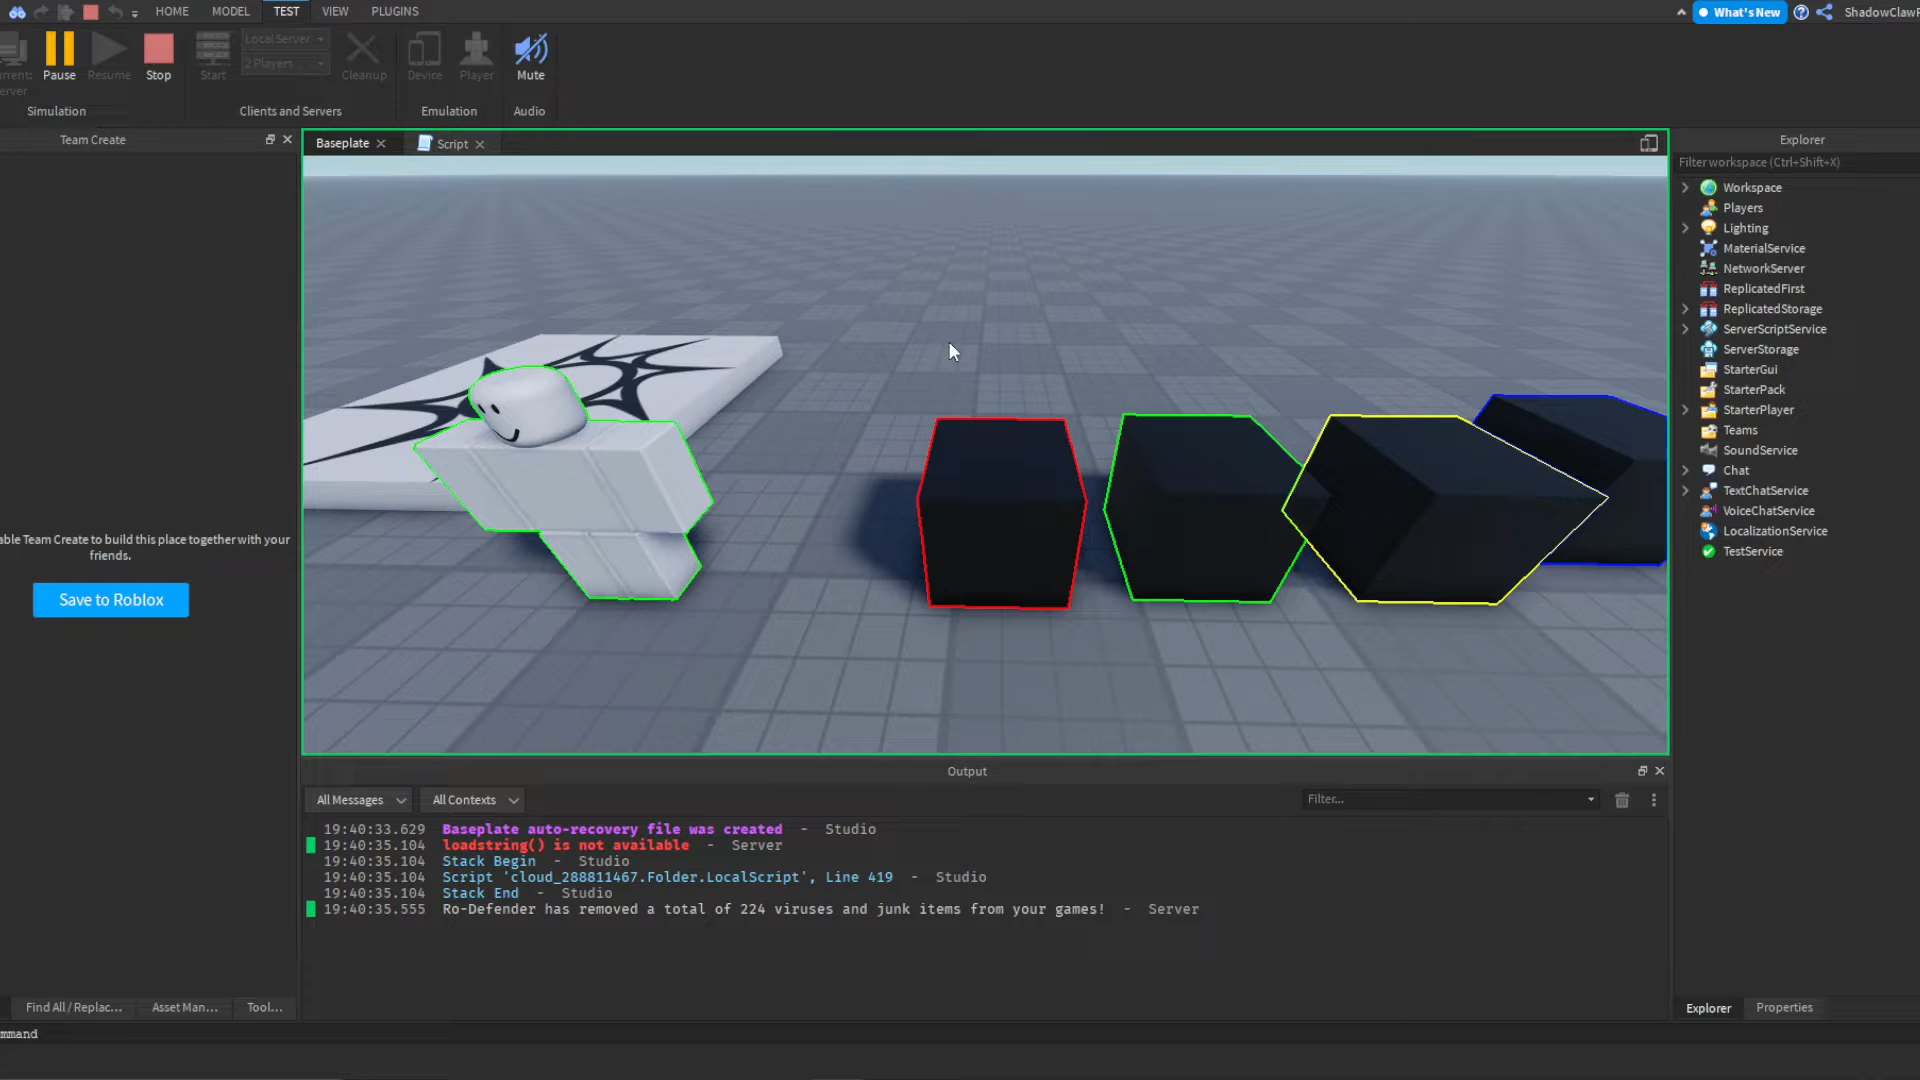 HOME MODEL TEST VIEW PLUGINS
What's New
Pause Resume Stop Start Local Server 2 Players Cleanup Device Player Mute
Simulation Clients and Servers Emulation Audio
Team Create
Baseplate
Script
Explorer
Filter workspace (Ctrl+Shift+X)
Workspace
Players
Lighting
MaterialService
NetworkServer
ReplicatedFirst
ReplicatedStorage
ServerScriptService
ServerStorage
StarterGui
StarterPack
StarterPlayer
Teams
SoundService
Chat
TextChatService
VoiceChatService
LocalizationService
TestService
able Team Create to build this place together with your
friends.
Save to Roblox
Output
All Messages All Contexts Filter...
19:40:33.629 Baseplate auto-recovery file was created - Studio
19:40:35.104 loadstring() is not available - Server
19:40:35.104 Stack Begin - Studio
19:40:35.104 Script 'cloud_288811467.Folder.LocalScript', Line 419 - Studio
19:40:35.104 Stack End - Studio
19:40:35.555 Ro-Defender has removed a total of 224 viruses and junk items from your games! - Server
Find All / Replac... Asset Man... Tool...
Explorer Properties
mmand